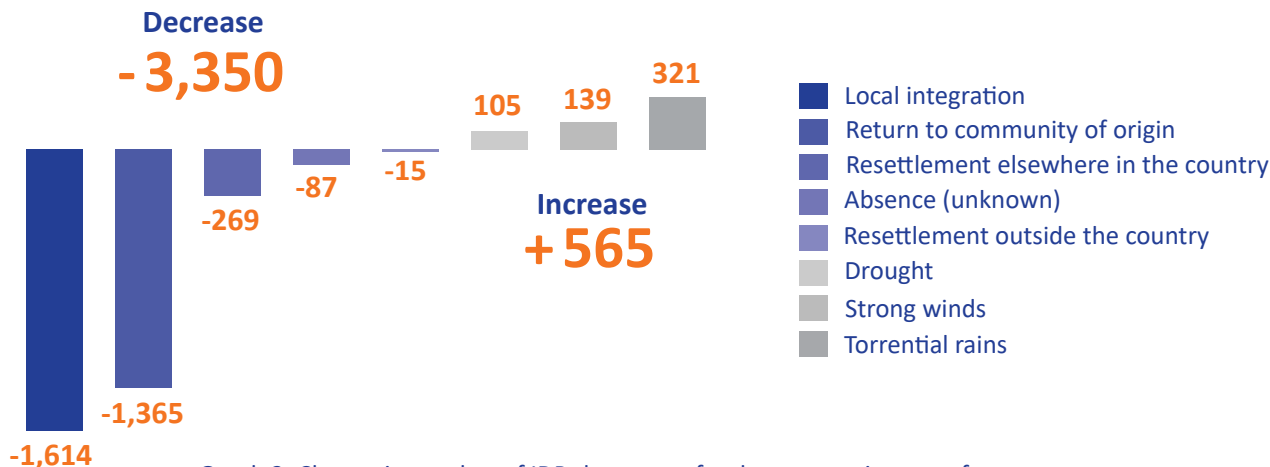 Decrease
- 3,350
-1,614
-1,365
-269
-87
-15
105
139
321
Increase
+ 565
Local integration
Return to community of origin
Resettlement elsewhere in the country
Absence (unknown)
Resettlement outside the country
Drought
Strong winds
Torrential rains